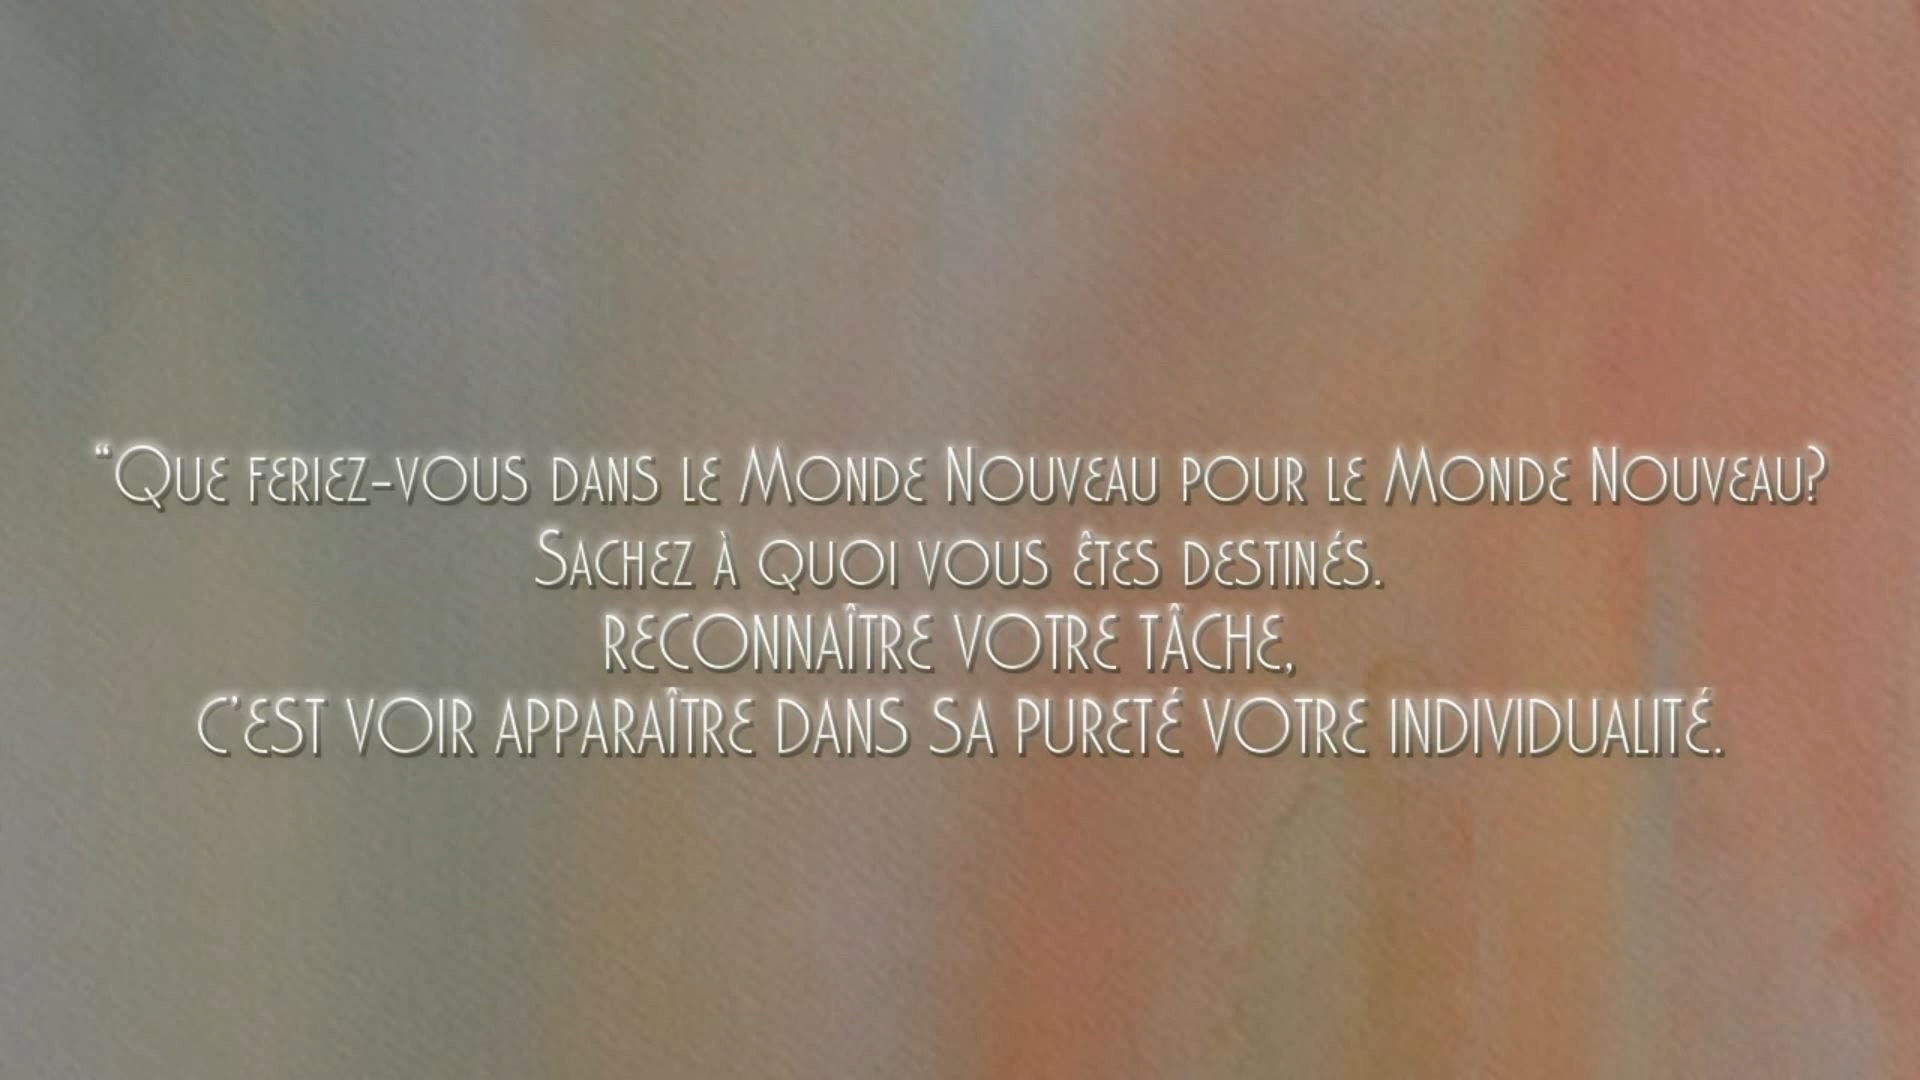 “Que feriez-vous dans le Monde Nouveau pour le Monde Nouveau?
Sachez à quoi vous êtes destinés.
RECONNAÎTRE VOTRE TÂCHE,
C’EST VOIR APPARAÎTRE DANS SA PURETÉ VOTRE INDIVIDUALITÉ.